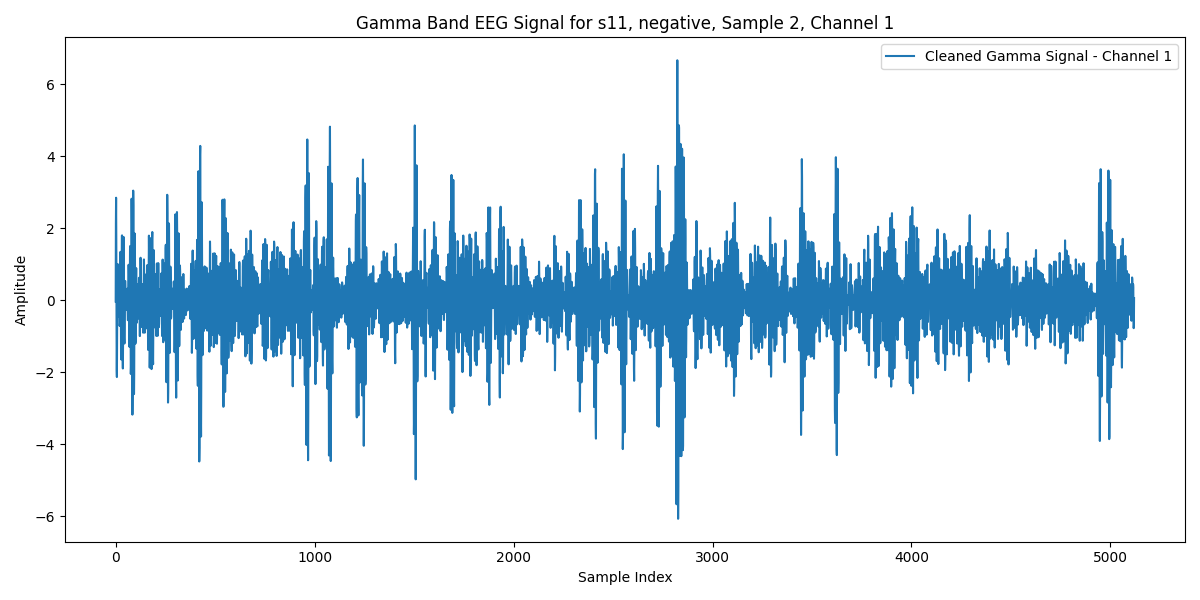 Gamma Band EEG Signal for s11, negative, Sample 2, Channel 1
Cleaned Gamma Signal - Channel 1
Amplitude
6
4
2
0
−2
−4
−6
0 1000 2000 3000 4000 5000
Sample Index